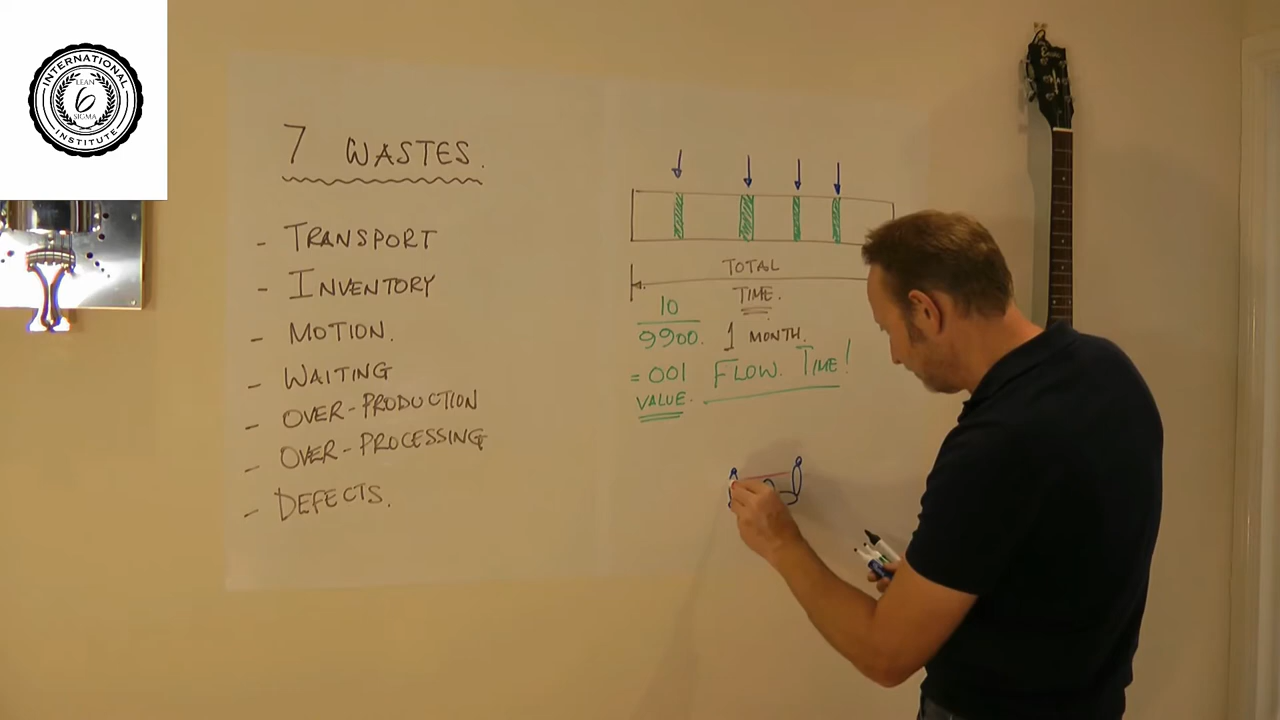 INTERNATIONAL
LEAN
6
SIGMA
INSTITUTE
7 WASTES.
- TRANSPORT
- INVENTORY
- MOTION.
- WAITING
- OVER-PRODUCTION
- OVER-PROCESSING
- DEFECTS.
TOTAL
TIME.
10
9900.
1 MONTH.
= 001
VALUE.
FLOW. TIME!